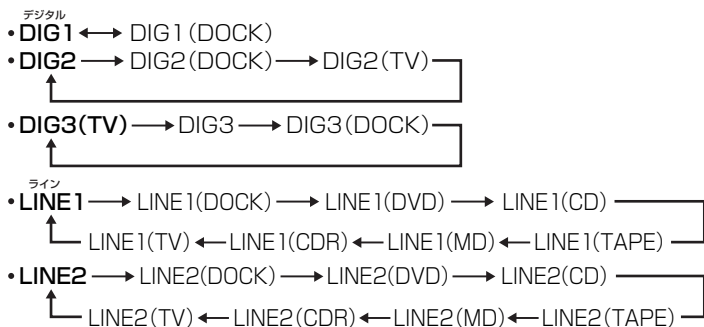 デジタル
•DIG1 ←→ DIG1(DOCK)
•DIG2 → DIG2(DOCK) → DIG2(TV)
•DIG3(TV) → DIG3 → DIG3(DOCK)
ライン
•LINE1 → LINE1(DOCK) → LINE1(DVD) → LINE1(CD)
LINE1(TV) ← LINE1(CDR) ← LINE1(MD) ← LINE1(TAPE)
•LINE2 → LINE2(DOCK) → LINE2(DVD) → LINE2(CD)
LINE2(TV) ← LINE2(CDR) ← LINE2(MD) ← LINE2(TAPE)